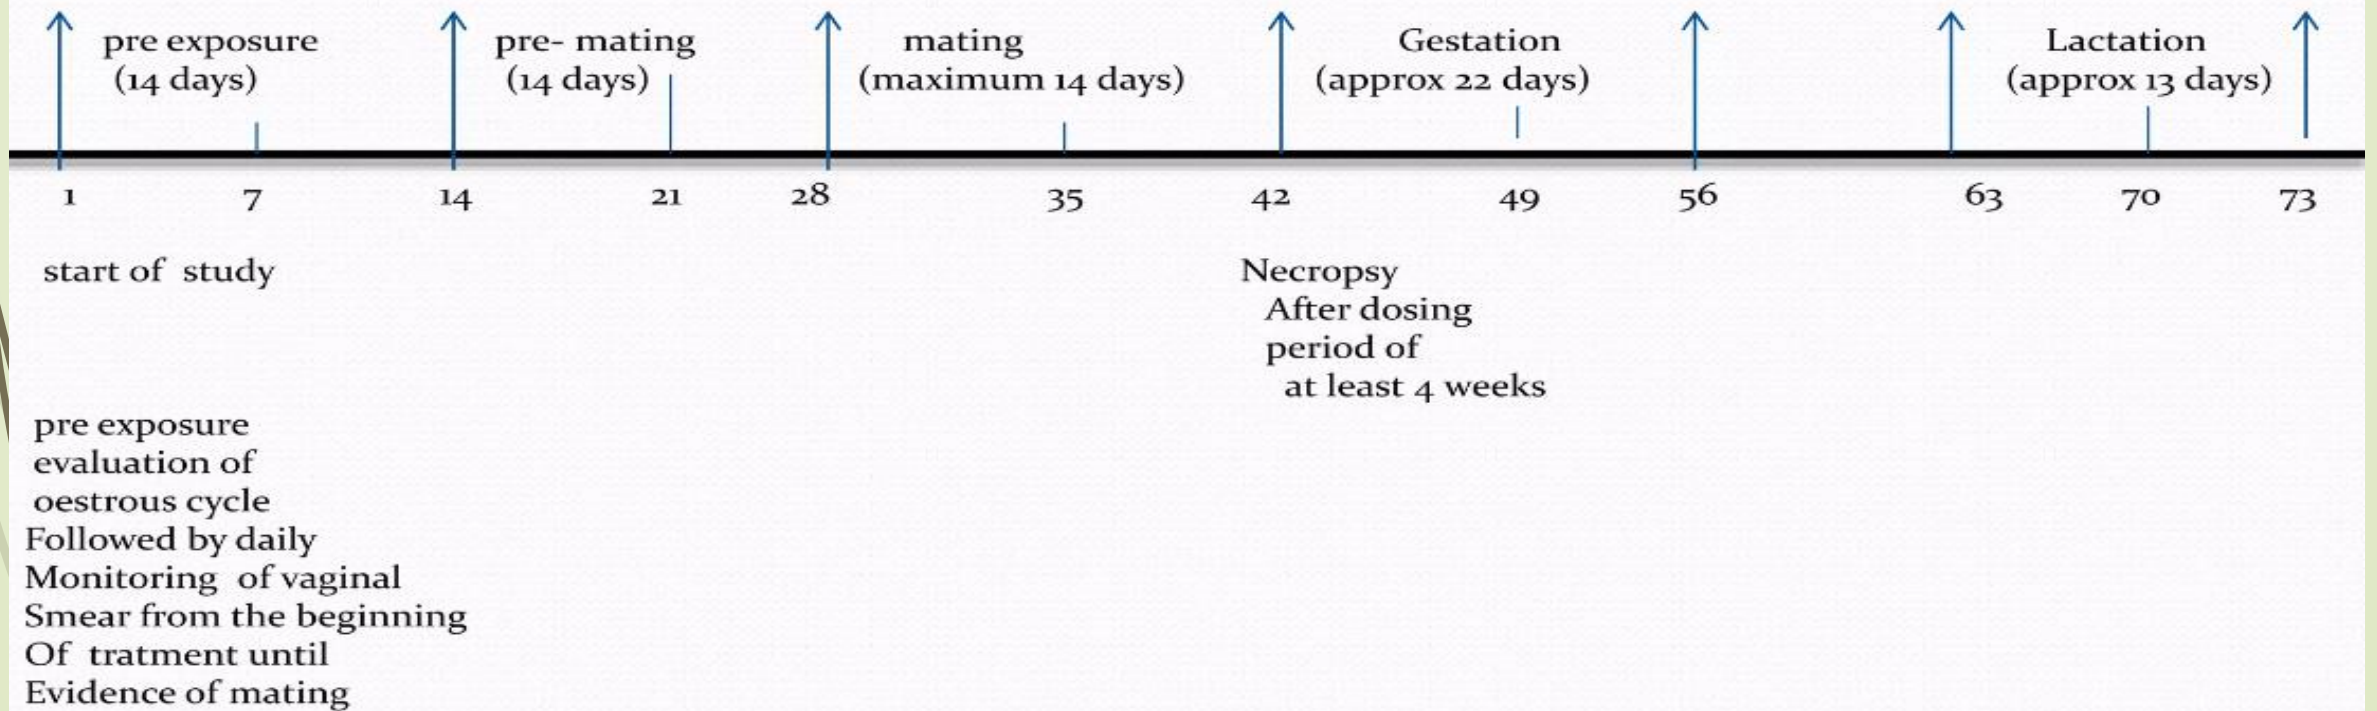 pre exposure
(14 days)
pre- mating
(14 days)
mating
(maximum 14 days)
Gestation
(approx 22 days)
Lactation
(approx 13 days)
1 7 14 21 28 35 42 49 56 63 70 73
start of study
Necropsy
After dosing
period of
at least 4 weeks
pre exposure
evaluation of
oestrous cycle
Followed by daily
Monitoring of vaginal
Smear from the beginning
Of tratment until
Evidence of mating